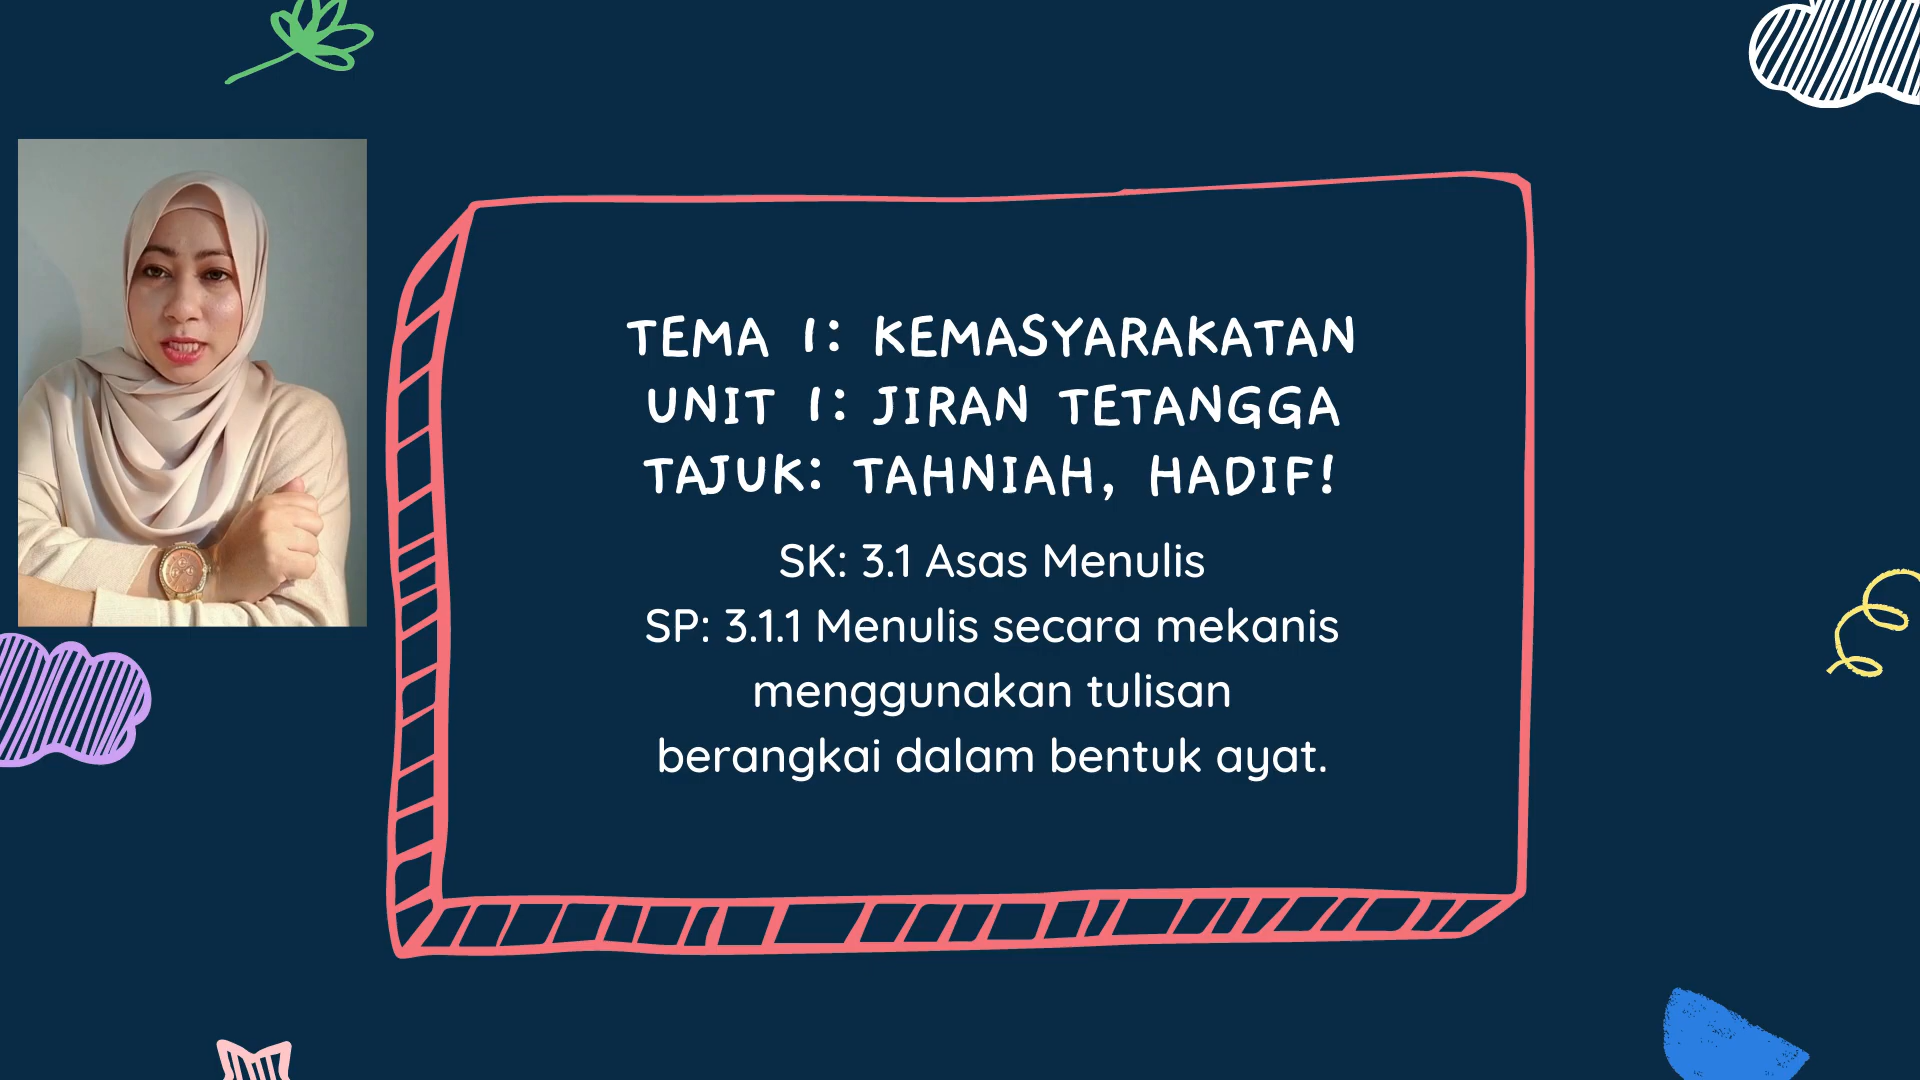 TEMA 1: KEMASYARAKATAN
UNIT 1: JIRAN TETANGGA
TAJUK: TAHNIAH, HADIF!
SK: 3.1 Asas Menulis
SP: 3.1.1 Menulis secara mekanis
menggunakan tulisan
berangkai dalam bentuk ayat.